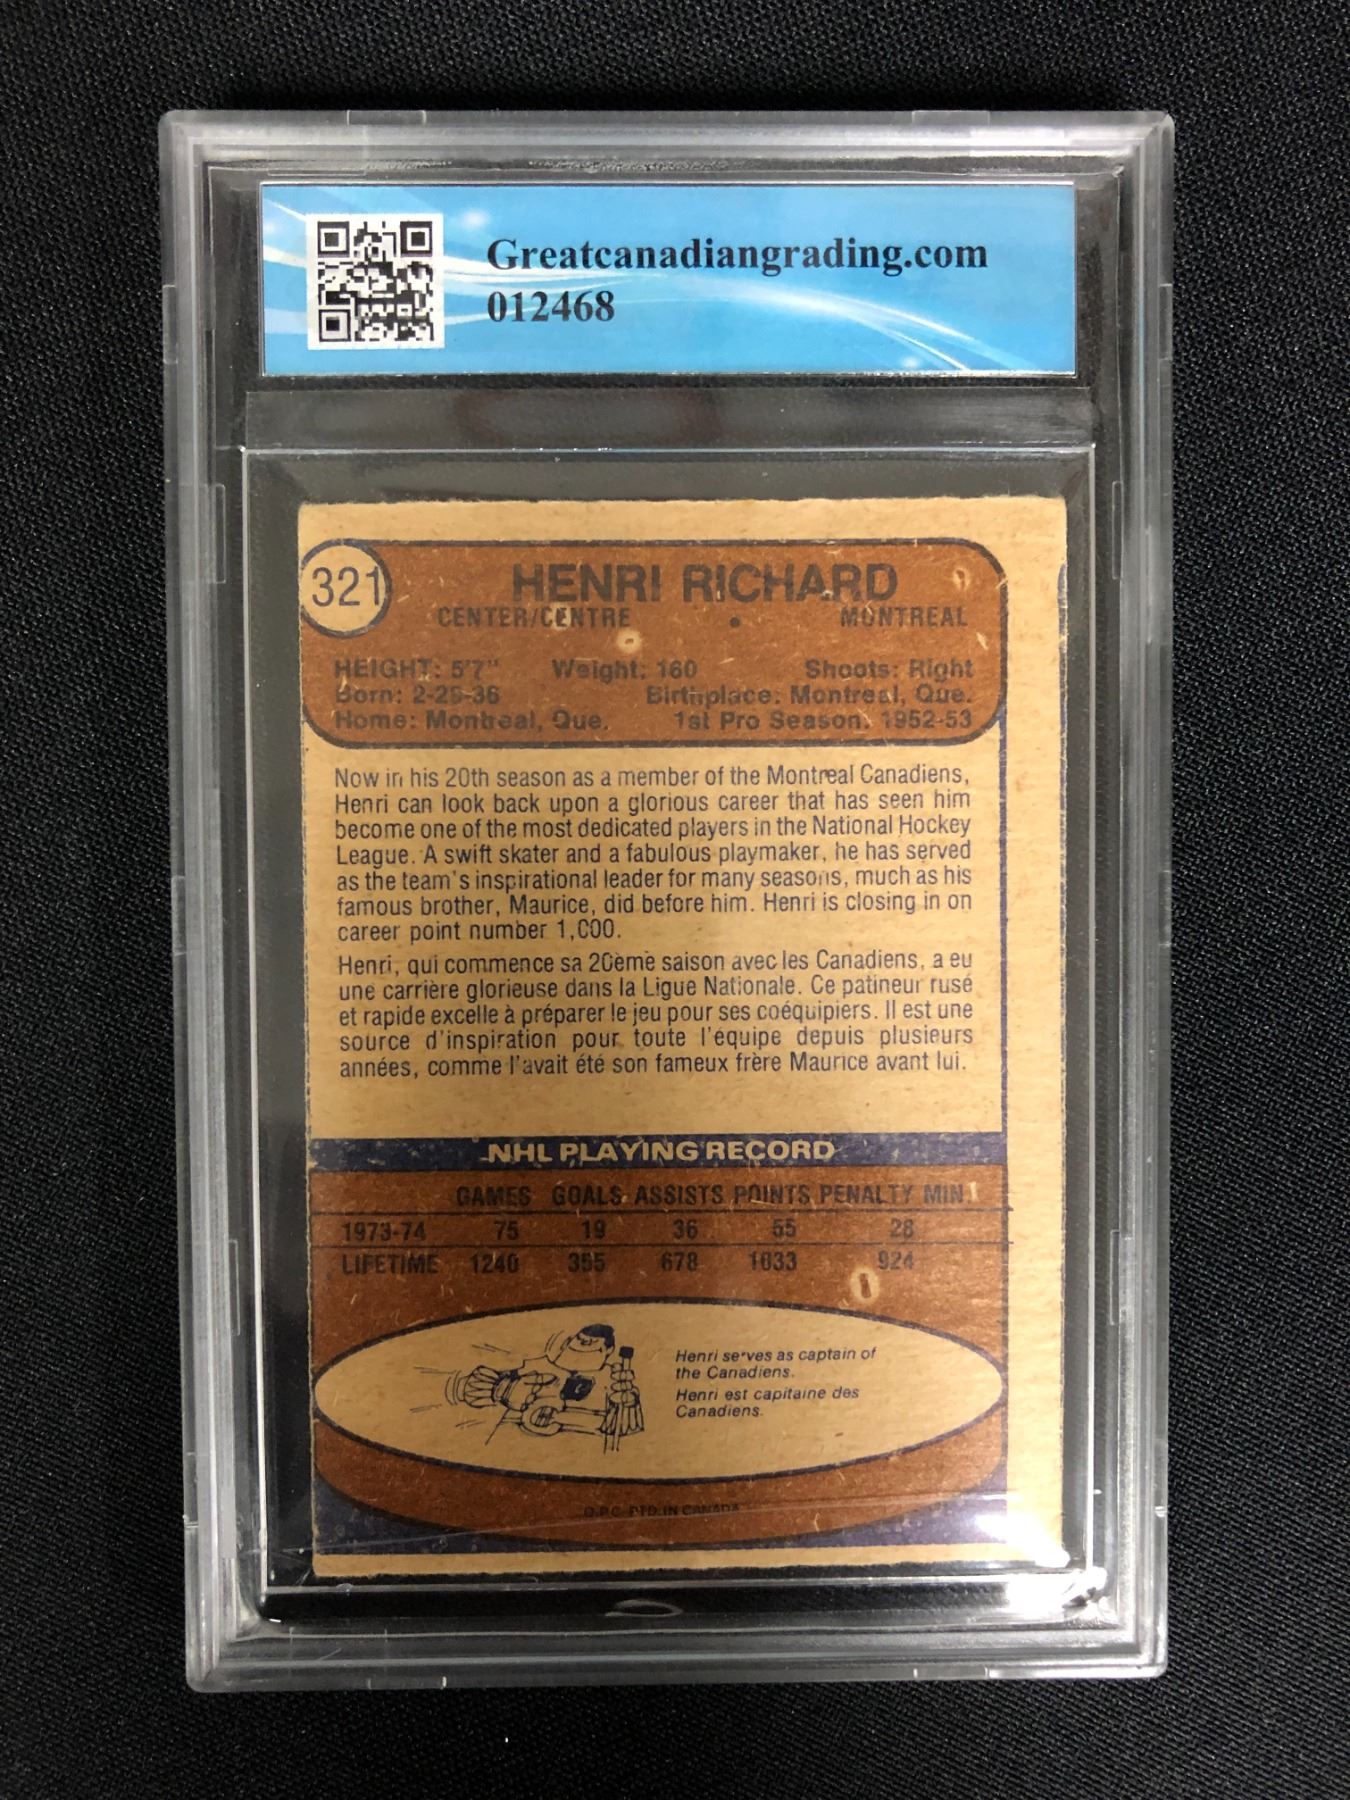 Greatcanadiangrading.com
012468
321
HENRI RICHARD
CENTER/CENTRE • MONTREAL
HEIGHT: 5'7" Weight: 160 Shoots: Right
Born: 2-29-36 Birthplace: Montreal, Que.
Home: Montreal, Que. 1st Pro Season: 1952-53
Now in his 20th season as a member of the Montreal Canadiens,
Henri can look back upon a glorious career that has seen him
become one of the most dedicated players in the National Hockey
League. A swift skater and a fabulous playmaker, he has served
as the team's inspirational leader for many seasons, much as his
famous brother, Maurice, did before him. Henri is closing in on
career point number 1,000.
Henri, qui commence sa 20ème saison avec les Canadiens, a eu
une carrière glorieuse dans la Ligue Nationale. Ce patineur rusé
et rapide excelle à préparer le jeu pour ses coéquipiers. Il est une
source d'inspiration pour toute l'équipe depuis plusieurs
années, comme l'avait été son fameux frère Maurice avant lui.
NHL PLAYING RECORD
GAMES GOALS ASSISTS POINTS PENALTY MIN.
1973-74 75 19 36 55 28
LIFETIME 1240 355 678 1033 924
Henri serves as captain of
the Canadiens.
Henri est capitaine des
Canadiens.
O.P.C. PTD. IN CANADA